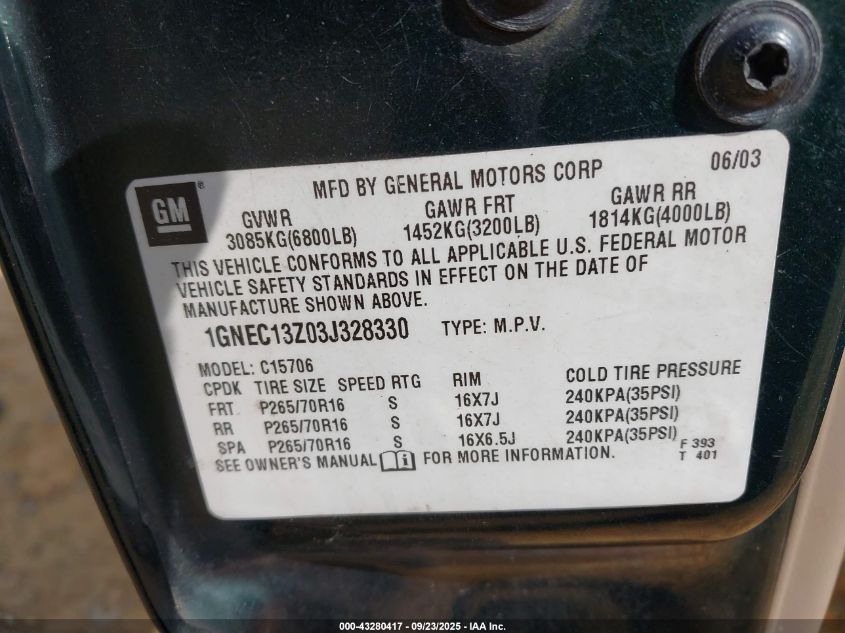 06/03
MFD BY GENERAL MOTORS CORP
GM®
GVWR GAWR FRT GAWR RR
3085KG(6800LB) 1452KG(3200LB) 1814KG(4000LB)
THIS VEHICLE CONFORMS TO ALL APPLICABLE U.S. FEDERAL MOTOR
VEHICLE SAFETY STANDARDS IN EFFECT ON THE DATE OF
MANUFACTURE SHOWN ABOVE.
1GNEC13Z03J328330 TYPE: M.P.V.
MODEL: C15706
CPDK TIRE SIZE SPEED RTG RIM COLD TIRE PRESSURE
FRT P265/70R16 S 16X7J 240KPA(35PSI)
RR P265/70R16 S 16X7J 240KPA(35PSI)
SPA P265/70R16 S 16X6.5J 240KPA(35PSI)
SEE OWNER'S MANUAL FOR MORE INFORMATION.
F 393
T 401
000-43280417 - 09/23/2025 - IAA Inc.